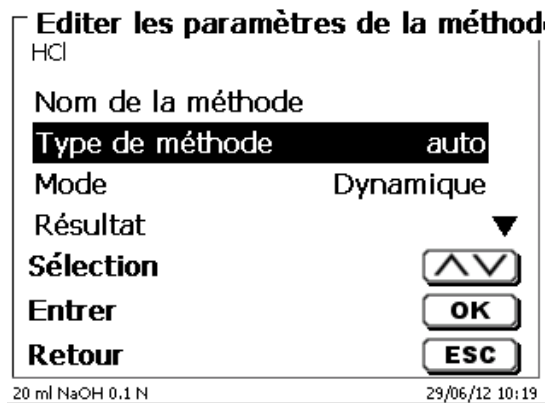 Editer les paramètres de la méthode
HCl
Nom de la méthode
Type de méthode auto
Mode Dynamique
Résultat
Sélection
Entrer OK
Retour ESC
20 ml NaOH 0.1 N 29/06/12 10:19